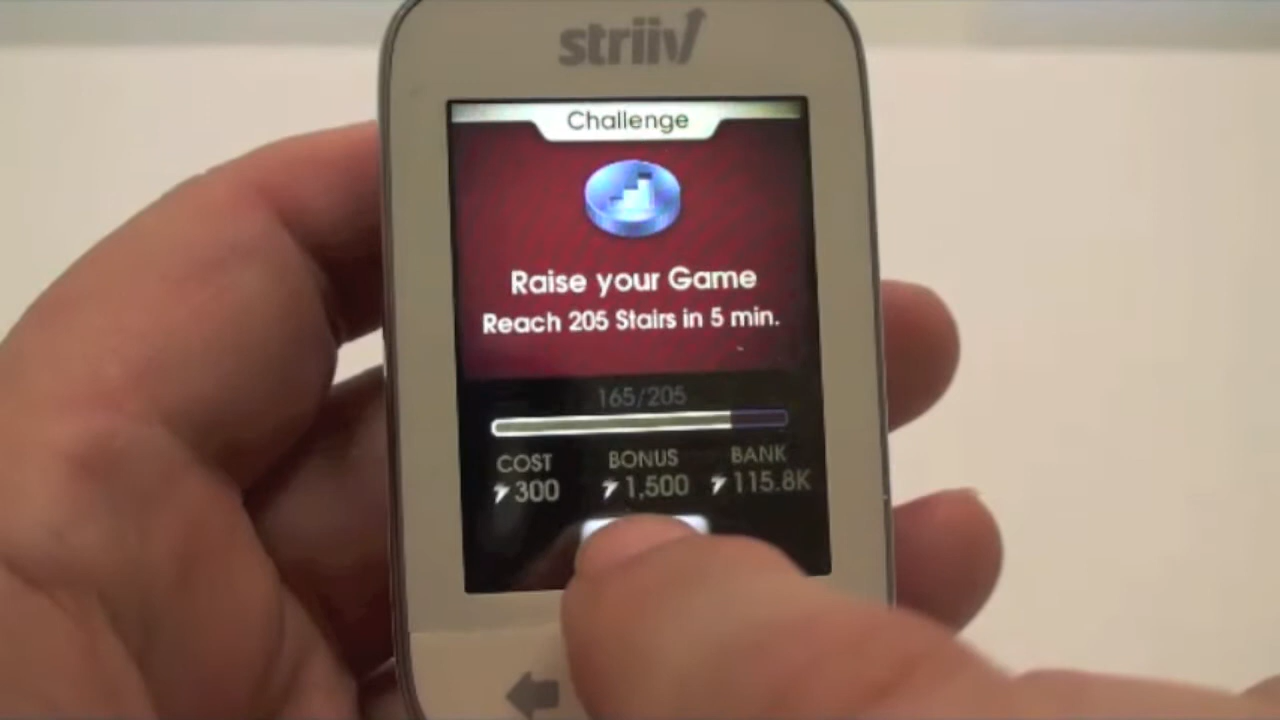 striiv
Challenge
Raise your Game
Reach 205 Stairs in 5 min.
165/205
COST BONUS BANK
300 1,500 115.8K